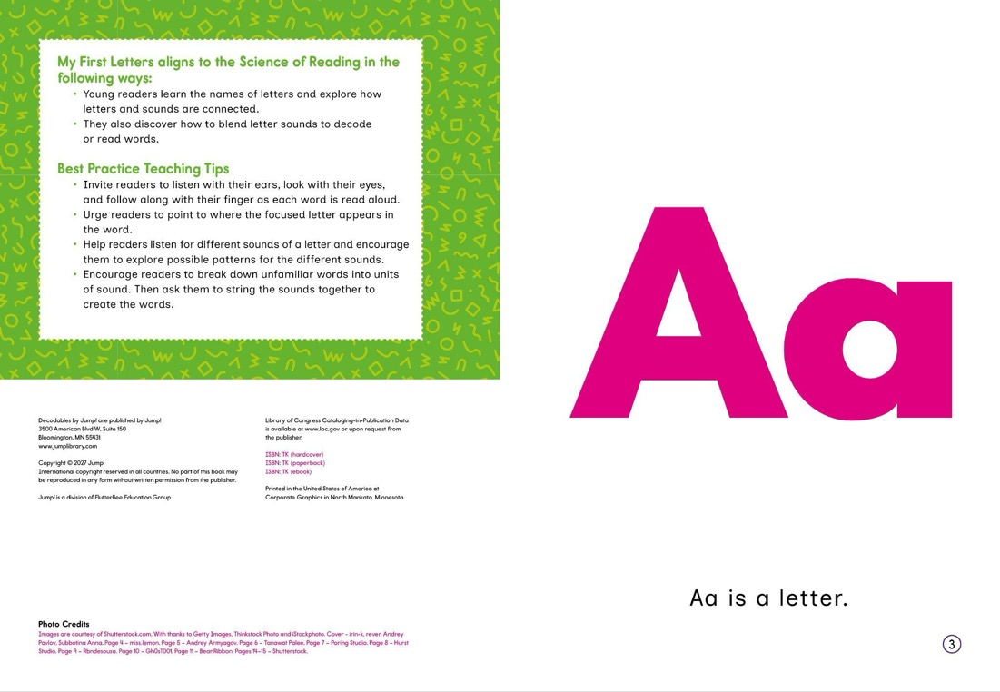 My First Letters aligns to the Science of Reading in the
following ways:
• Young readers learn the names of letters and explore how
letters and sounds are connected.
• They also discover how to blend letter sounds to decode
or read words.
Best Practice Teaching Tips
• Invite readers to listen with their ears, look with their eyes,
and follow along with their finger as each word is read aloud.
• Urge readers to point to where the focused letter appears in
the word.
• Help readers listen for different sounds of a letter and encourage
them to explore possible patterns for the different sounds.
• Encourage readers to break down unfamiliar words into units
of sound. Then ask them to string the sounds together to
create the words.
Decodables by Jump! are published by Jump!
3500 American Blvd W, Suite 150
Bloomington, MN 55431
www.jumplibrary.com
Copyright © 2027 Jump!
International copyright reserved in all countries. No part of this book may
be reproduced in any form without written permission from the publisher.
Jump! is a division of FlutterBee Education Group.
Library of Congress Cataloging-in-Publication Data
is available at www.loc.gov or upon request from
the publisher.
ISBN: TK (hardcover)
ISBN: TK (paperback)
ISBN: TK (ebook)
Printed in the United States of America at
Corporate Graphics in North Mankato, Minnesota.
Photo Credits
Images are courtesy of Shutterstock.com. With thanks to Getty Images, Thinkstock Photo and iStockphoto. Cover – irin-k, rever, Andrey
Pavlov, Subbotina Anna. Page 4 – miss.lemon. Page 5 – Andrey Armyagov. Page 6 – Tanawat Palee. Page 7 – Poring Studio. Page 8 – Hurst
Studio. Page 9 – Rbndesousa. Page 10 – Gh0sT001. Page 11 – BeanRibbon. Pages 14–15 – Shutterstock.
Aa
Aa is a letter.
3